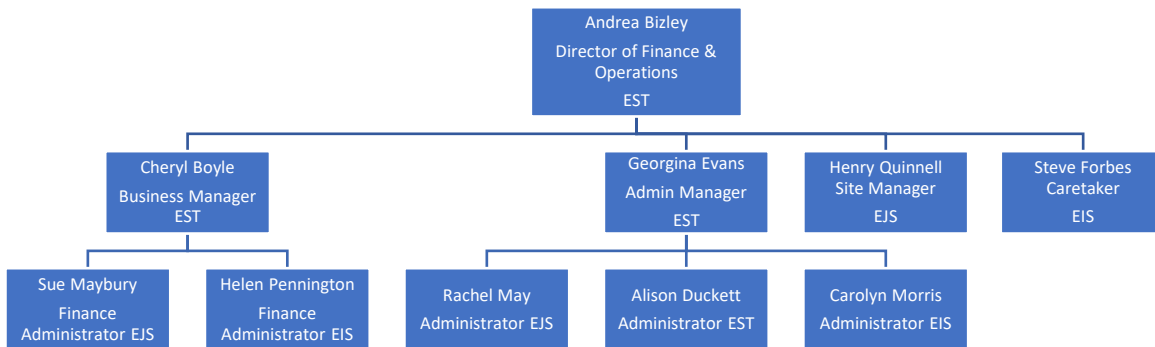 Andrea Bizley
Director of Finance &
Operations
EST
Cheryl Boyle
Business Manager
EST
Georgina Evans
Admin Manager
EST
Henry Quinnell
Site Manager
EJS
Steve Forbes
Caretaker
EIS
Sue Maybury
Finance
Administrator EJS
Helen Pennington
Finance
Administrator EIS
Rachel May
Administrator EJS
Alison Duckett
Administrator EST
Carolyn Morris
Administrator EIS